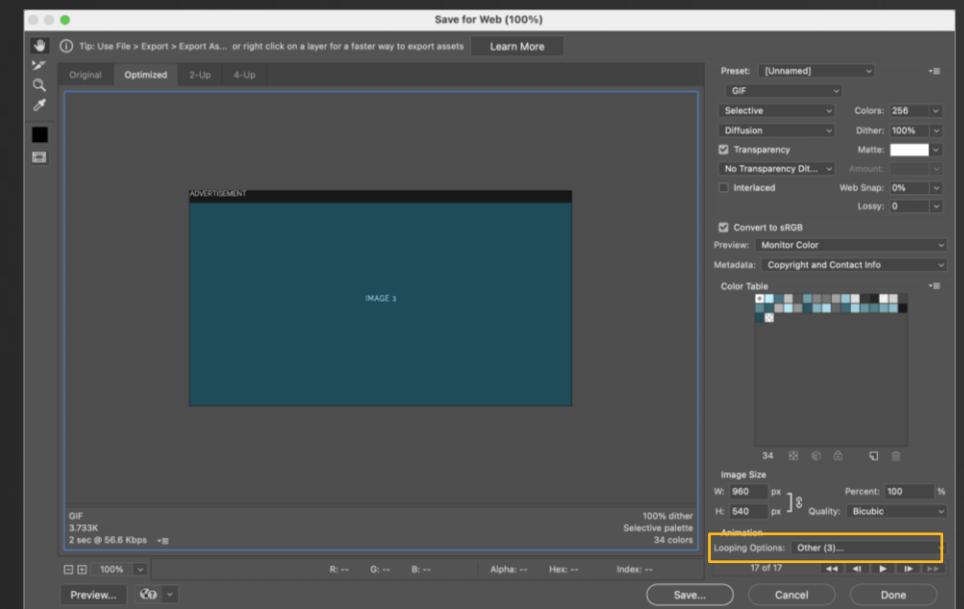 Save for Web (100%)
Tip: Use File > Export > Export As... or right click on a layer for a faster way to export assets
Learn More
Original
Optimized
2-Up
4-Up
Preset: [Unnamed]
GIF
Selective
Colors: 256
Diffusion
Dither: 100%
Transparency
Matte:
No Transparency Dit...
Amount:
Interlaced
Web Snap: 0%
Lossy: 0
Convert to sRGB
Preview: Monitor Color
Metadata: Copyright and Contact Info
Color Table
ADVERTISEMENT
IMAGE 3
34
Image Size
W: 960 px
Percent: 100 %
H: 540 px
Quality: Bicubic
GIF
100% dither
3.733K
Selective palette
2 sec @ 56.6 Kbps
34 colors
Animation
Looping Options: Other (3)...
17 of 17
100%
R: --
G: --
B: --
Alpha: --
Hex: --
Index: --
Preview...
Save...
Cancel
Done